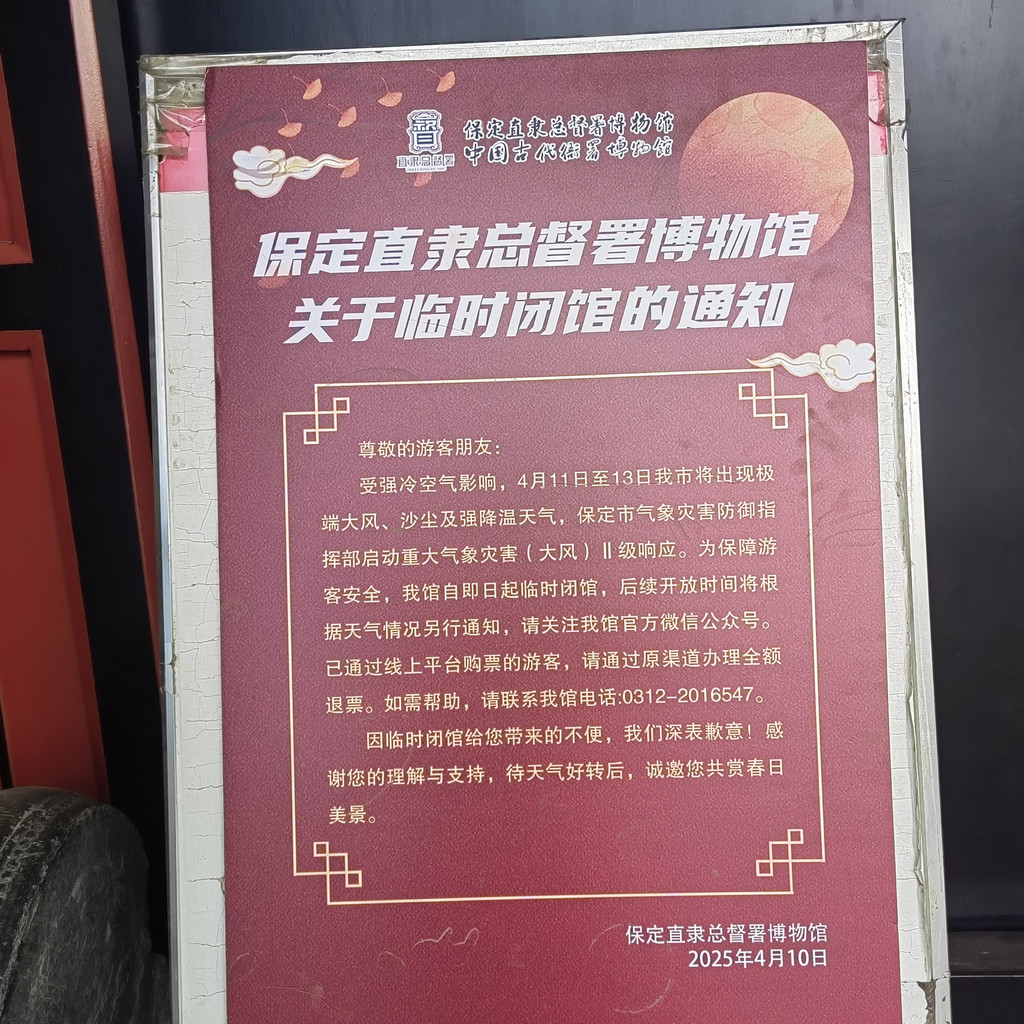 督
直隶总督署
保定直隶总督署博物馆
中国古代衙署博物馆
保定直隶总督署博物馆
关于临时闭馆的通知
尊敬的游客朋友：
受强冷空气影响，4月11日至13日我市将出现极
端大风、沙尘及强降温天气，保定市气象灾害防御指
挥部启动重大气象灾害（大风）Ⅱ级响应。为保障游
客安全，我馆自即日起临时闭馆，后续开放时间将根
据天气情况另行通知，请关注我馆官方微信公众号。
已通过线上平台购票的游客，请通过原渠道办理全额
退票。如需帮助，请联系我馆电话:0312-2016547。
因临时闭馆给您带来的不便，我们深表歉意！感
谢您的理解与支持，待天气好转后，诚邀您共赏春日
美景。
保定直隶总督署博物馆
2025年4月10日